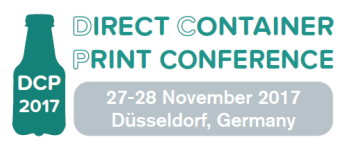 DIRECT CONTAINER
PRINT CONFERENCE
DCP
2017
27-28 November 2017
Düsseldorf, Germany